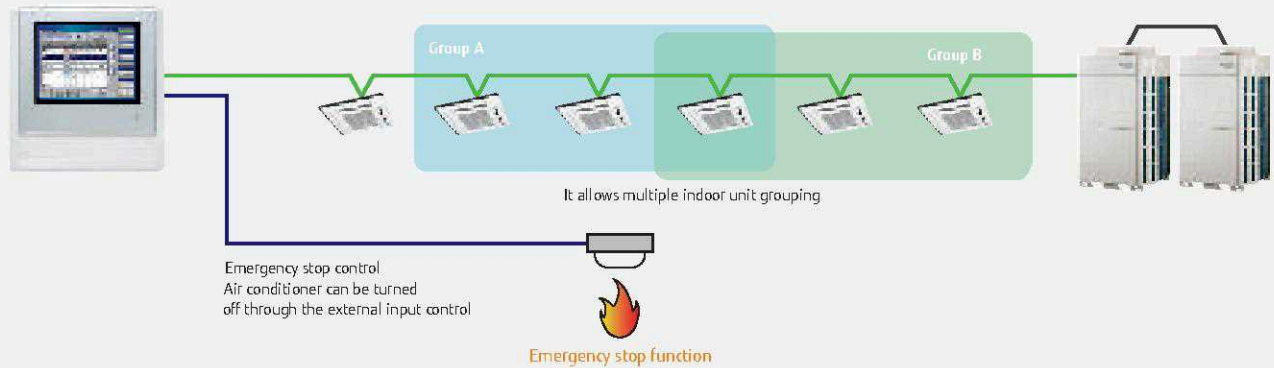 Group A
Group B
It allows multiple indoor unit grouping
Emergency stop control
Air conditioner can be turned
off through the external input control
Emergency stop function